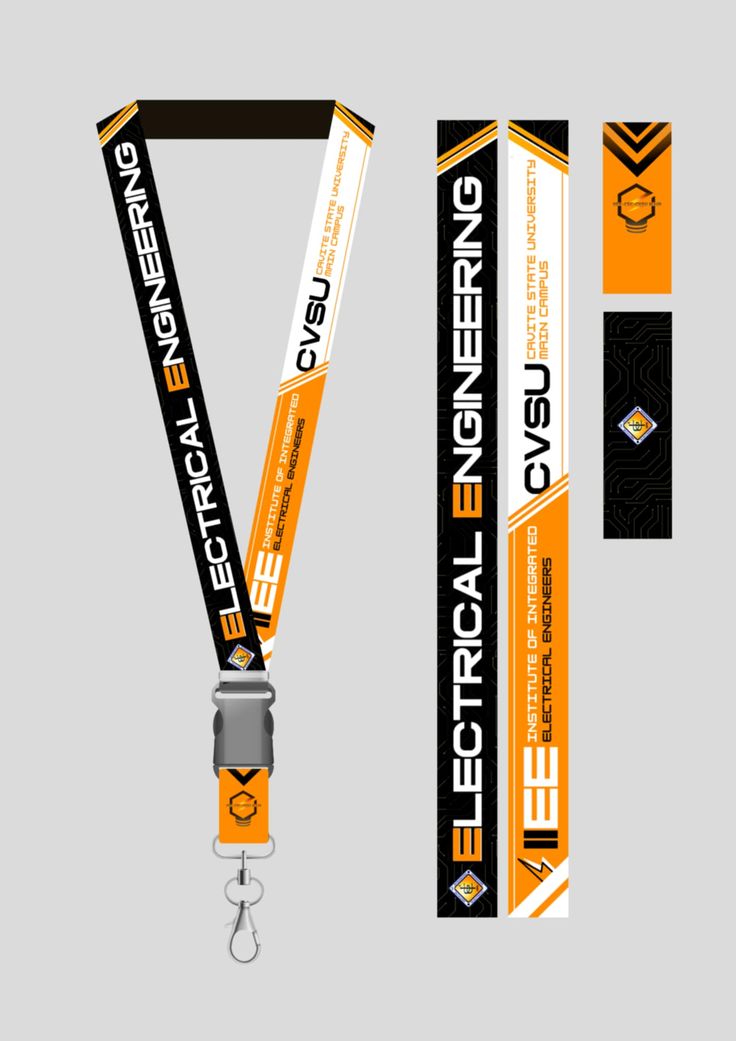 ELECTRICAL ENGINEERING
CVSU
CAVITE STATE UNIVERSITY
MAIN CAMPUS
IIEE
INSTITUTE OF INTEGRATED
ELECTRICAL ENGINEERS
ELECTRICAL ENGINEERING
CVSU
CAVITE STATE UNIVERSITY
MAIN CAMPUS
IIEE
INSTITUTE OF INTEGRATED
ELECTRICAL ENGINEERS